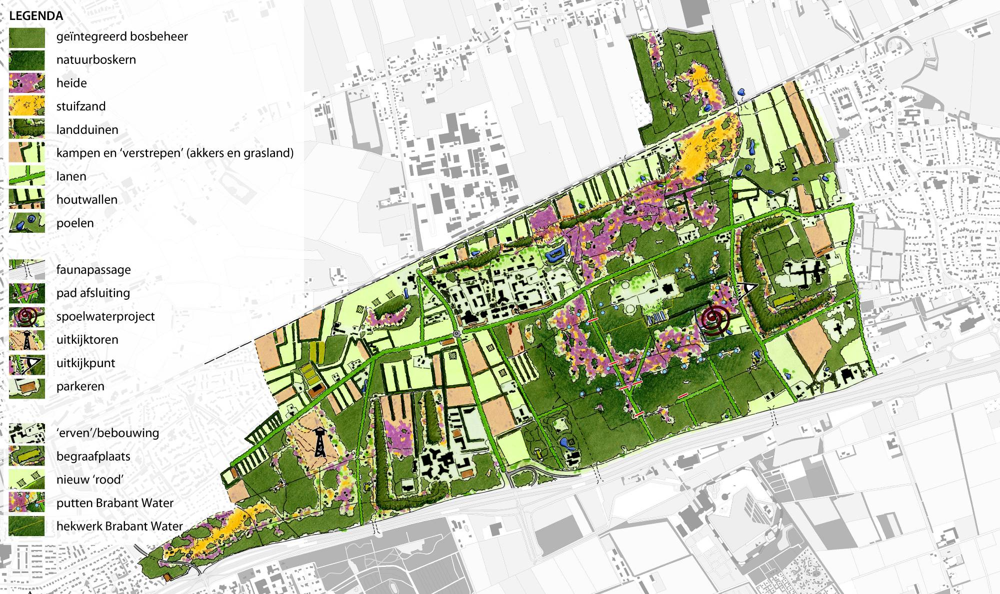 LEGENDA
geïntegreerd bosbeheer
natuurboskern
heide
stuifzand
landduinen
kampen en ‘verstrepen’ (akkers en grasland)
lanen
houtwallen
poelen
faunapassage
pad afsluiting
spoelwaterproject
uitkijktoren
uitkijkpunt
parkeren
‘erven’/bebouwing
begraafplaats
nieuw ‘rood’
putten Brabant Water
hekwerk Brabant Water